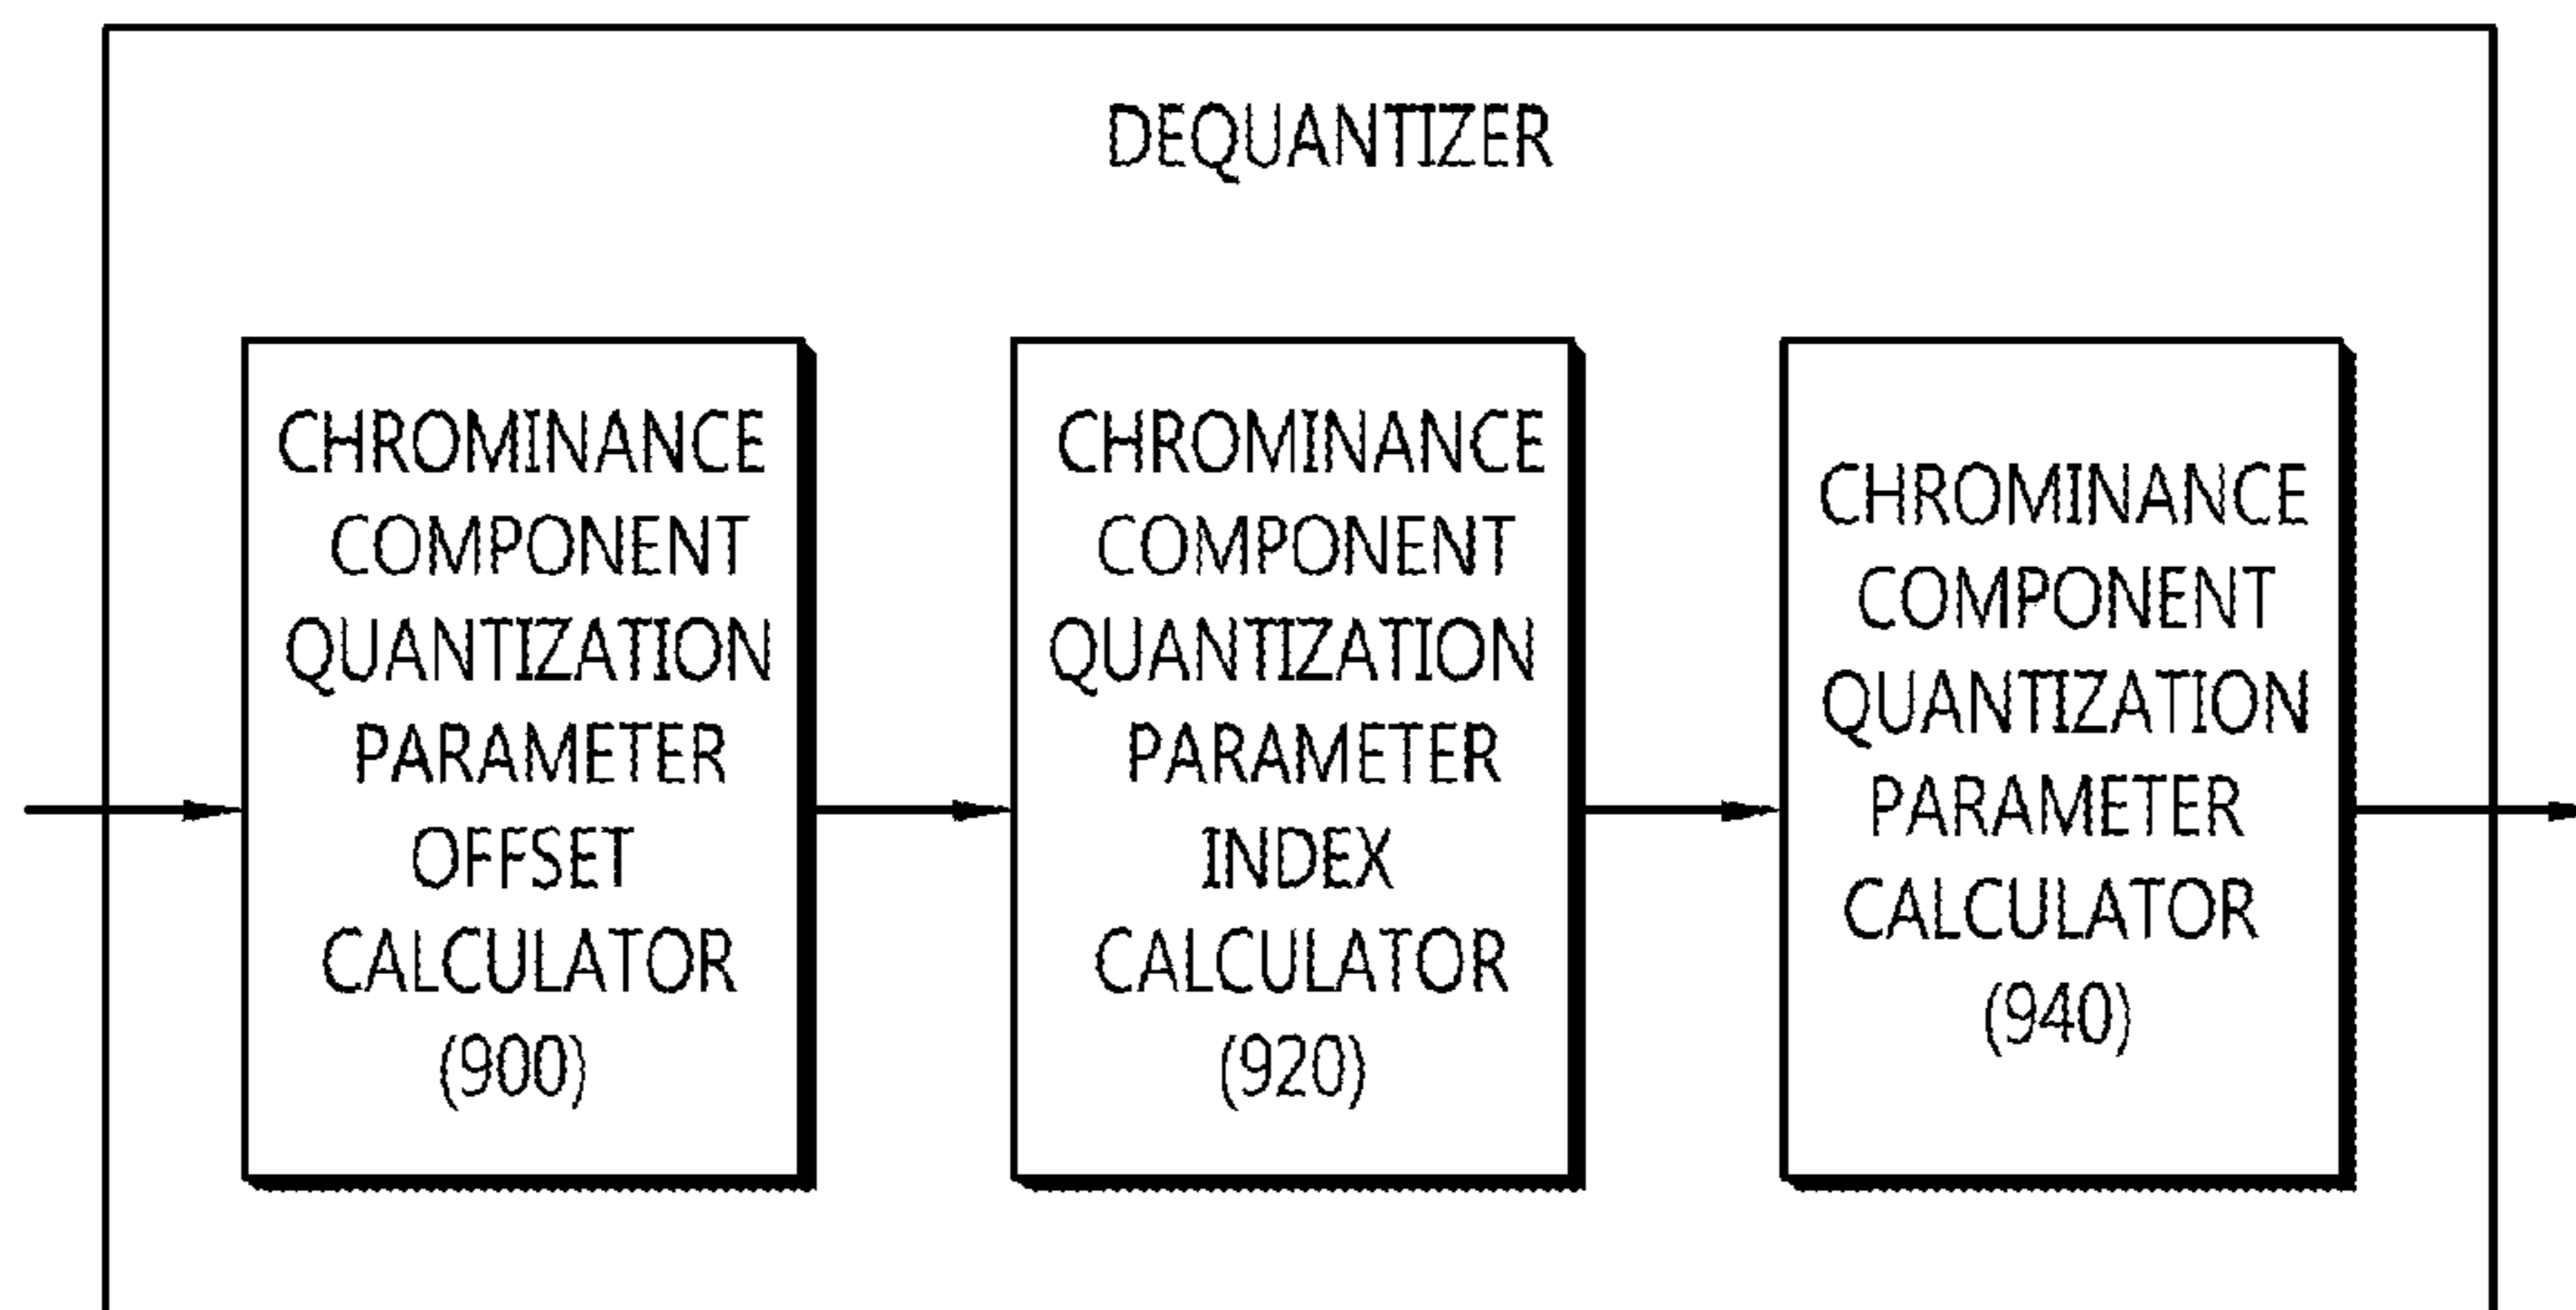 DEQUANTIZER
CHROMINANCE
COMPONENT
QUANTIZATION
PARAMETER
OFFSET
CALCULATOR
(900)
CHROMINANCE
COMPONENT
QUANTIZATION
PARAMETER
INDEX
CALCULATOR
(920)
CHROMINANCE
COMPONENT
QUANTIZATION
PARAMETER
CALCULATOR
(940)